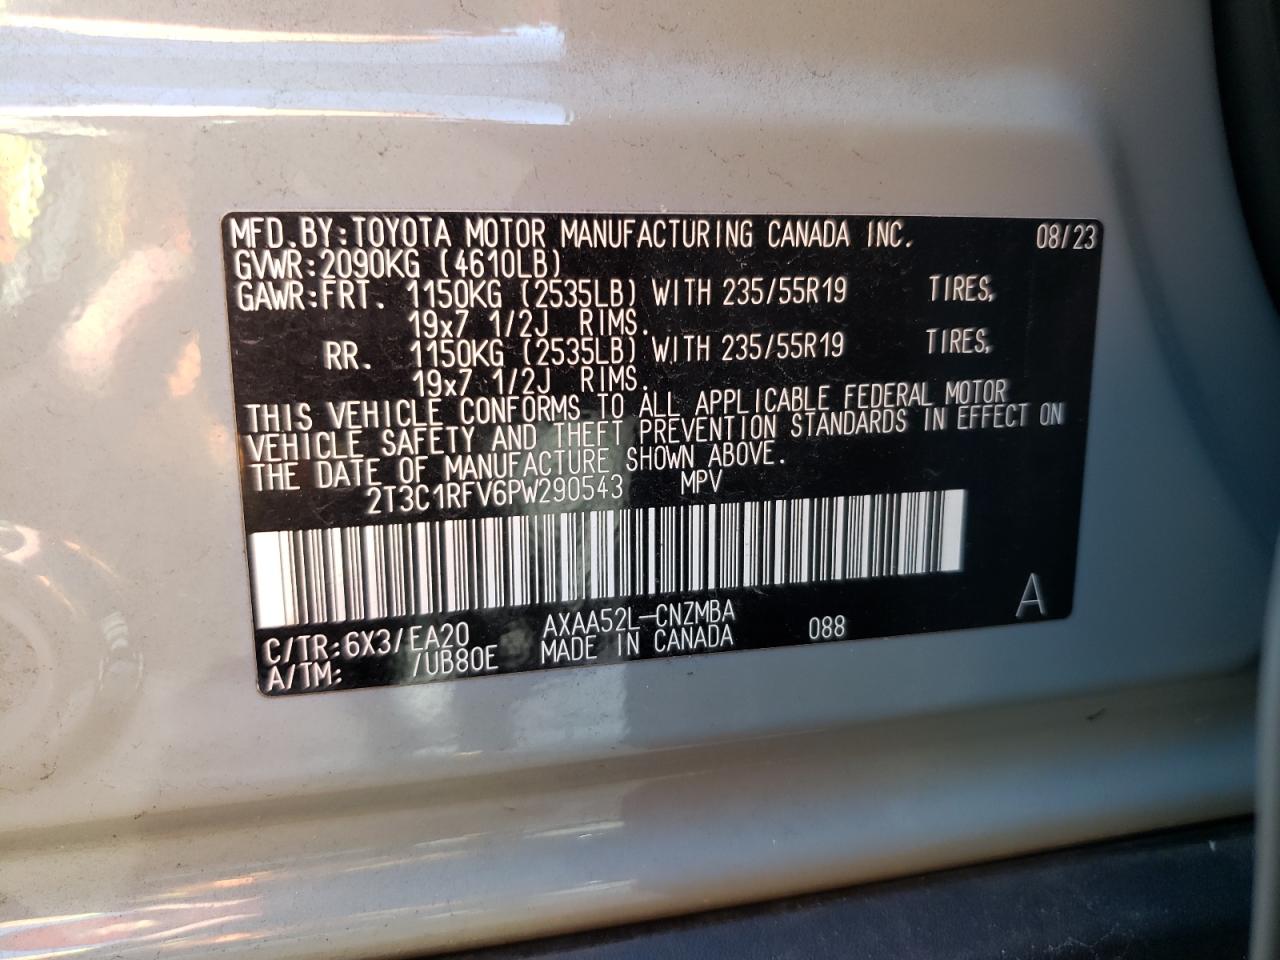 MFD.BY:TOYOTA MOTOR MANUFACTURING CANADA INC. 08/23
GVWR:2090KG (4610LB)
GAWR:FRT. 1150KG (2535LB) WITH 235/55R19 TIRES,
19x7 1/2J RIMS.
RR. 1150KG (2535LB) WITH 235/55R19 TIRES,
19x7 1/2J RIMS.
THIS VEHICLE CONFORMS TO ALL APPLICABLE FEDERAL MOTOR
VEHICLE SAFETY AND THEFT PREVENTION STANDARDS IN EFFECT ON
THE DATE OF MANUFACTURE SHOWN ABOVE.
2T3C1RFV6PW290543 MPV
A
C/TR:6X3/EA20 AXAA52L-CNZMBA 088
A/TM: /UB80E MADE IN CANADA